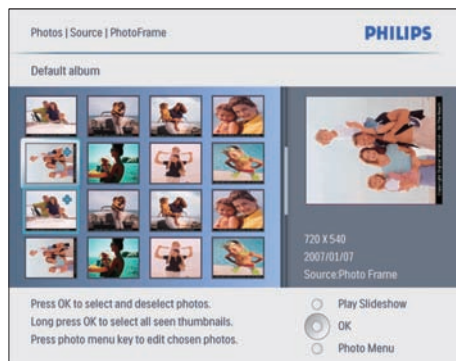 Photos | Source | PhotoFrame
PHILIPS
Default album
720 X 540
2007/01/07
Source:Photo Frame
Press OK to select and deselect photos.
Long press OK to select all seen thumbnails.
Press photo menu key to edit chosen photos.
Play Slideshow
OK
Photo Menu